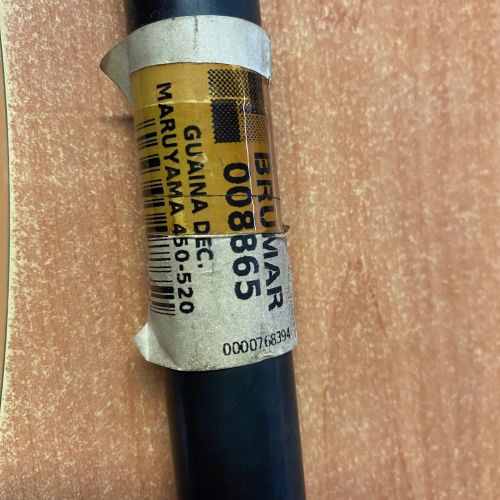 BRUMAR
008865
GUAINA DEC.
MARUYAMA 450-520
0000768394